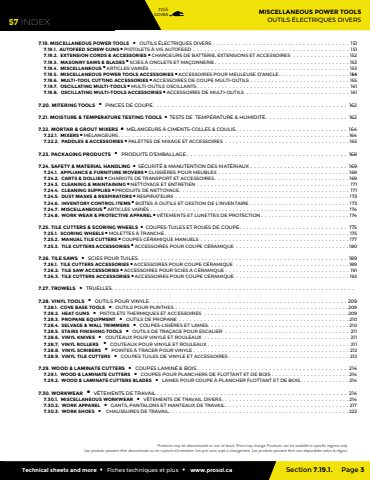 TO/À COVER
MISCELLANEOUS POWER TOOLS
OUTILS ÉLECTRIQUES DIVERS
S7 INDEX
7.19. MISCELLANEOUS POWER TOOLS • OUTILS ÉLECTRIQUES DIVERS 151
7.19.1. AUTOFEED SCREW GUNS • PISTOLETS À VIS AUTOFEED 151
7.19.2. EXTENSION CORDS & ACCESSORIES • CHARGEURS DE BATTERIE, EXTENSIONS ET ACCESSOIRES 152
7.19.3. MASONRY SAWS & BLADES • SCIES À ONGLETS ET MAÇONNERIE 153
7.19.4. MISCELLANEOUS • ARTICLES VARIÉS 153
7.19.5. MISCELLANEOUS POWER TOOLS ACCESSORIES • ACCESSOIRES POUR MEULEUSE D'ANGLE 154
7.19.6. MULTI-TOOL CUTTING ACCESSORIES • ACCESSOIRES DE COUPE MULTI-OUTILS 155
7.19.7. OSCILLATING MULTI-TOOLS • MULTI-OUTILS OSCILLANTS 161
7.19.8. OSCILLATING MULTI-TOOLS ACCESSORIES • ACCESSOIRES DE MULTI-OUTILS 161
7.20. MITERING TOOLS • PINCES DE COUPE 162
7.21. MOISTURE & TEMPERATURE TESTING TOOLS • TESTS DE TEMPÉRATURE & HUMIDITÉ 162
7.22. MORTAR & GROUT MIXERS • MÉLANGEURS À CIMENTS-COLLES & COULIS 164
7.22.1. MIXERS • MÉLANGEURS 164
7.22.2. PADDLES & ACCESSORIES • PALETTES DE MIXAGE ET ACCESSOIRES 165
7.23. PACKAGING PRODUCTS • PRODUITS D'EMBALLAGE 168
7.24. SAFETY & MATERIAL HANDLING • SÉCURITÉ & MANUTENTION DES MATÉRIAUX 169
7.24.1. APPLIANCE & FURNITURE MOVERS • GLISSIÈRES POUR MEUBLES 169
7.24.2. CARTS & DOLLIES • CHARIOTS DE TRANSPORT ET ACCESSOIRES 169
7.24.3. CLEANING & MAINTENANCE • NETTOYAGE ET ENTRETIEN 171
7.24.4. CLEANING SUPPLIES • PRODUITS DE NETTOYAGE 171
7.24.5. DUST MASKS & RESPIRATORS • RESPIRATEURS 173
7.24.6. INVENTORY CONTROL ITEMS • BOÎTES À OUTILS ET GESTION DE L'INVENTAIRE 173
7.24.7. MISCELLANEOUS • ARTICLES VARIÉS 174
7.24.8. WORK WEAR & PROTECTIVE APPAREL • VÊTEMENTS ET LUNETTES DE PROTECTION 174
7.25. TILE CUTTERS & SCORING WHEELS • COUPES-TUILES ET ROUES DE COUPE 175
7.25.1. SCORING WHEELS • MOLETTES À TRANCHE 175
7.25.2. MANUAL TILE CUTTERS • COUPES CÉRAMIQUE MANUELS 177
7.25.3. TILE CUTTERS ACCESSORIES • ACCESSOIRES POUR COUPE CÉRAMIQUE 180
7.26. TILE SAWS • SCIES POUR TUILES 189
7.26.1. TILE CUTTERS ACCESSORIES • ACCESSOIRES POUR COUPE CÉRAMIQUE 189
7.26.2. TILE SAW ACCESSORIES • ACCESSOIRES POUR SCIES À CÉRAMIQUE 191
7.26.3. TILE CUTTERS ACCESSORIES • ACCESSOIRES POUR COUPE CÉRAMIQUE 192
7.27. TROWELS • TRUELLES
7.28. VINYL TOOLS • OUTILS POUR VINYLE 209
7.28.1. COVE BASE TOOLS • OUTILS POUR PLINTHES 209
7.28.2. HEAT GUNS • PISTOLETS THERMIQUES ET ACCESSOIRES 209
7.28.3. PROPANE EQUIPMENT • OUTILS DE PROPANE 210
7.28.4. SELVAGE & WALL TRIMMERS • COUPES-LISIÈRES ET LAMES 210
7.28.5. STAIRS FINISHING TOOLS • OUTILS DE TRAÇAGE POUR ESCALIER 211
7.28.6. VINYL KNIVES • COUTEAUX POUR VINYLE ET ROULEAUX 211
7.28.7. VINYL ROLLERS • COUTEAUX POUR VINYLE ET ROULEAUX 211
7.28.8. VINYL SCRIBERS • POINTES À TRACER POUR VINYLE 212
7.28.9. VINYL TILE CUTTERS • COUPES TUILES DE VINYLE ET ACCESSOIRES 212
7.29. WOOD & LAMINATE CUTTERS • COUPES LAMINÉ & BOIS 214
7.29.1. WOOD & LAMINATE CUTTERS • COUPES POUR PLANCHERS DE FLOTTANT ET DE BOIS 214
7.29.2. WOOD & LAMINATE CUTTERS BLADES • LAMES POUR COUPE À PLANCHER FLOTTANT ET DE BOIS 214
7.30. WORKWEAR • VÊTEMENTS DE TRAVAIL 214
7.30.1. MISCELLANEOUS WORKWEAR • VÊTEMENTS DE TRAVAIL DIVERS 214
7.30.2. WORK APPAREL • GANTS, PANTALONS ET MANTEAUX DE TRAVAIL 217
7.30.3. WORK SHOES • CHAUSSURES DE TRAVAIL 222
Products may be discontinued or out of stock. Price may change. Products can be available in specific regions only.
Les produits peuvent être discontinués ou en rupture d'inventaire. Les prix sont sujets à changement. Les produits peuvent être non disponibles selon la région.
Technical sheets and more • Fiches techniques et plus • www.prosol.ca
Section 7.19.1. Page 3